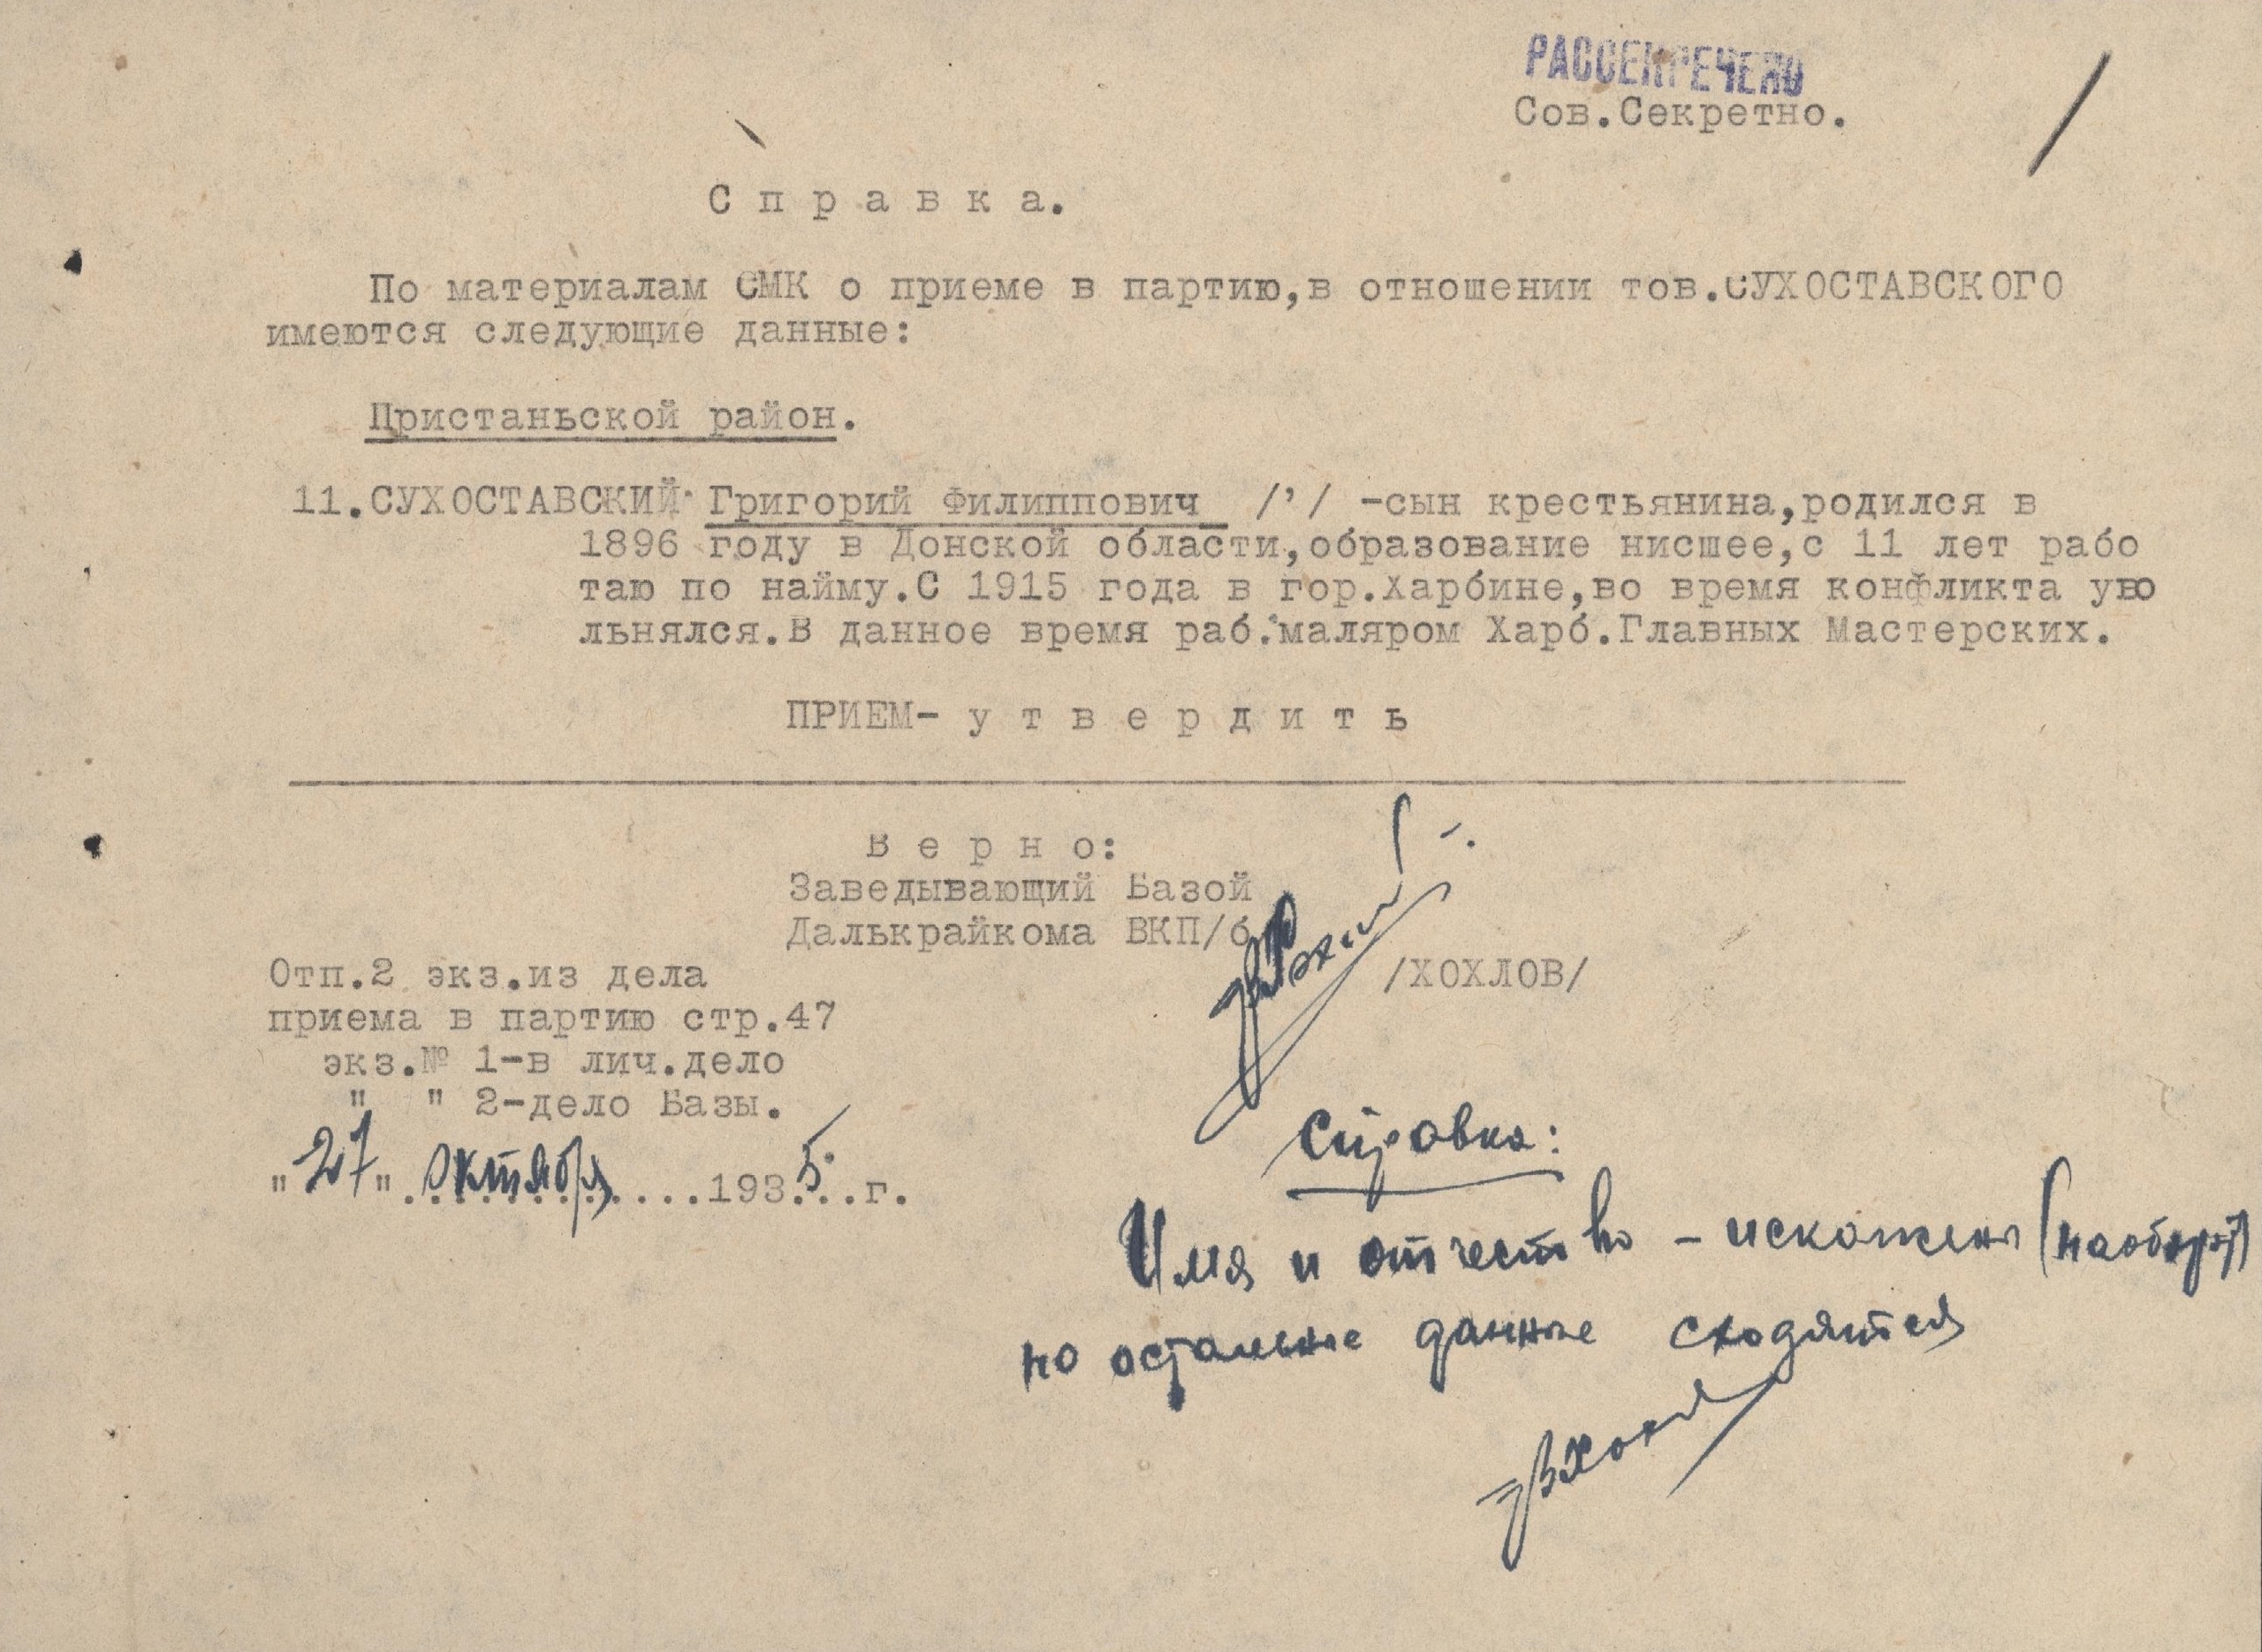 РАССЕКРЕЧЕНО
Сов.Секретно.
С п р а в к а.
По материалам СМК о приеме в партию,в отношении тов.СУХОСТАВСКОГО
имеются следующие данные:
Пристаньской район.
11.СУХОСТАВСКИЙ Григорий Филиппович /'/ -сын крестьянина,родился в
1896 году в Донской области,образование нисшее,с 11 лет рабо
таю по найму.С 1915 года в гор.Харбине,во время конфликта уво
льнялся.В данное время раб.маляром Харб.Главных Мастерских.
ПРИЕМ- у т в е р д и т ь
В е р н о:
Заведывающий Базой
Далькрайкома ВКП/б
/ХОХЛОВ/
Отп.2 экз.из дела
приема в партию стр.47
экз.№ 1-в лич.дело
" " 2-дело Базы.
"27" октября 1935 г.
Справка:
Имя и отчество - искажены (наоборот)
но остальные данные сходятся